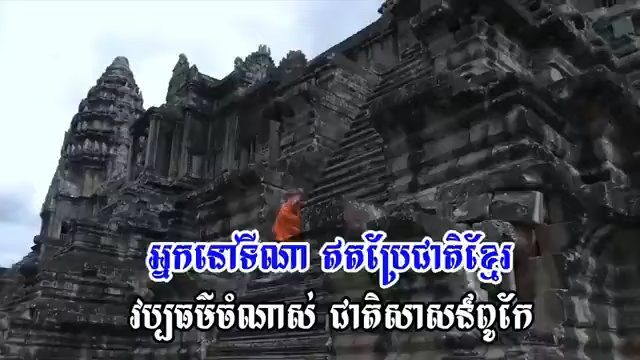 អ្នកនៅទីណា ឥតប្រែជាតិខ្មែរ
វប្បធម៌ចំណាស់ ជាតិសាសន៍ពូកែ